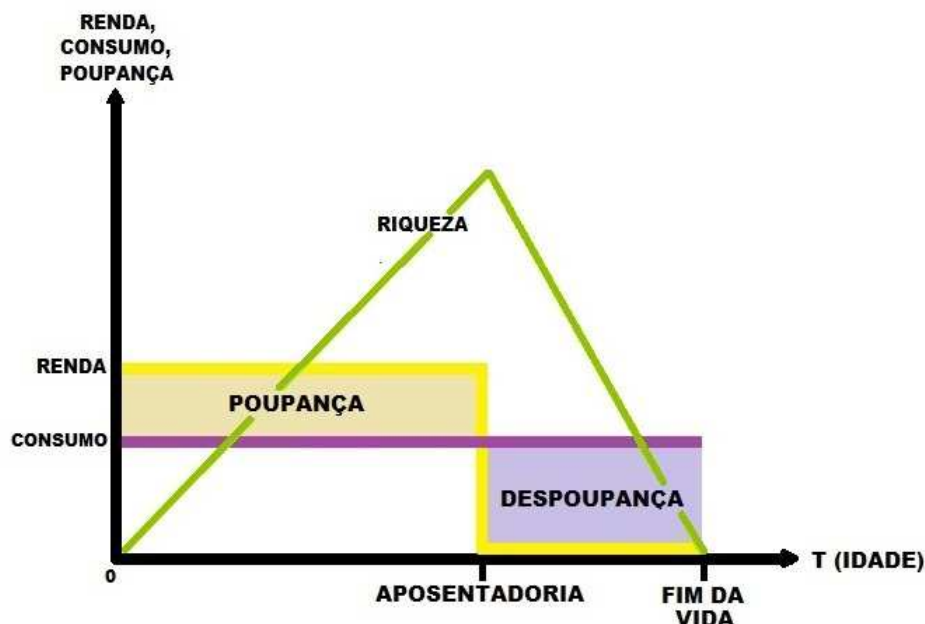 RENDA,
CONSUMO,
POUPANÇA
RIQUEZA
RENDA
POUPANÇA
CONSUMO
DESPOUPANÇA
T (IDADE)
0
APOSENTADORIA
FIM DA
VIDA